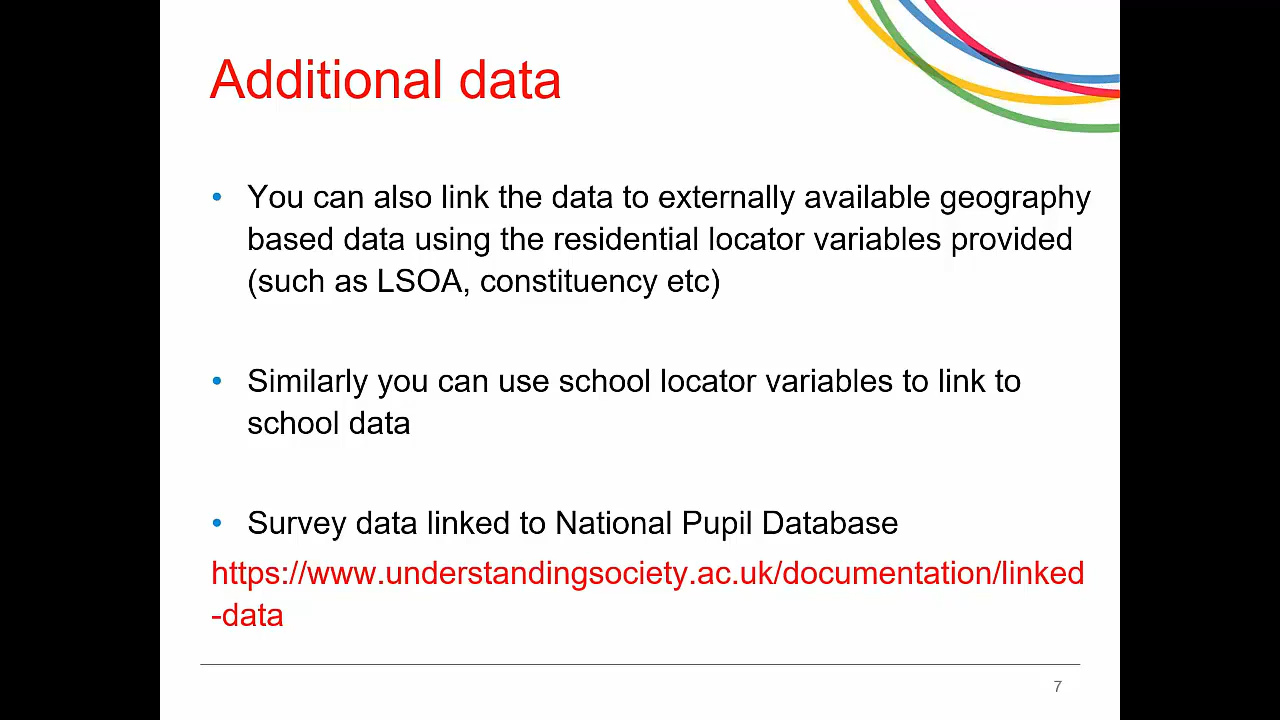 Additional data
• You can also link the data to externally available geography
based data using the residential locator variables provided
(such as LSOA, constituency etc)
• Similarly you can use school locator variables to link to
school data
• Survey data linked to National Pupil Database
https://www.understandingsociety.ac.uk/documentation/linked
-data
7